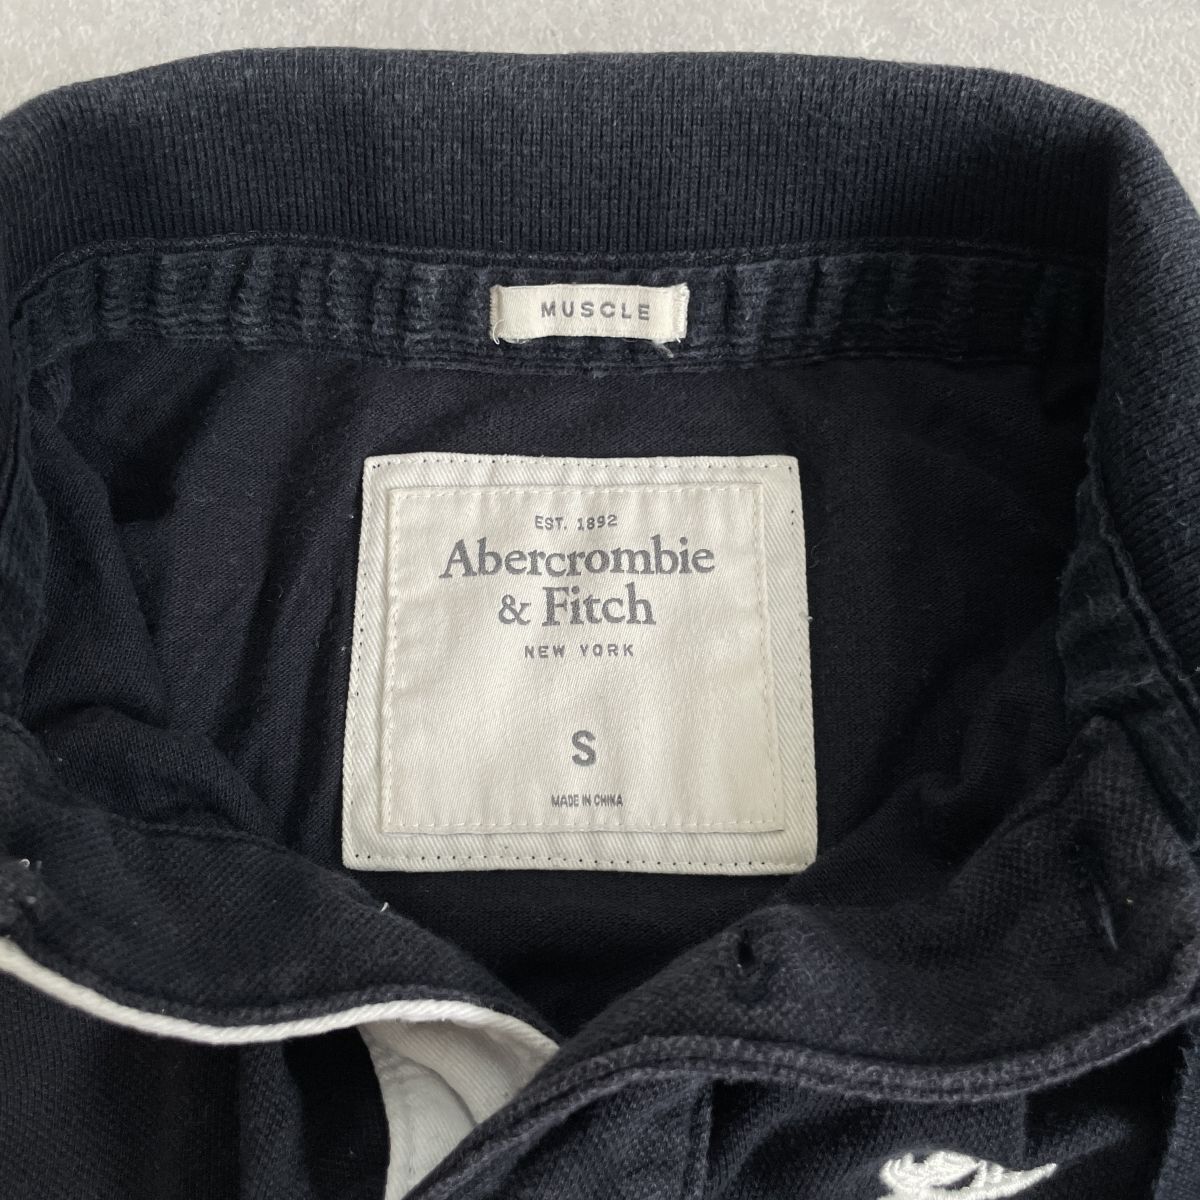 MUSCLE
EST. 1892
Abercrombie
& Fitch
NEW YORK
S
MADE IN CHINA